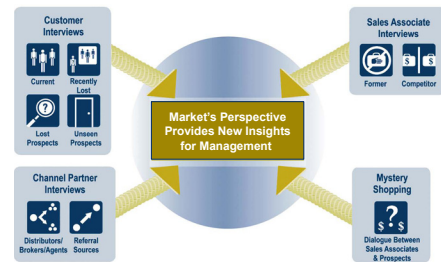 Customer
Interviews
Current
Recently
Lost
Lost
Prospects
Unseen
Prospects
Sales Associate
Interviews
Former
Competitor
Market's Perspective
Provides New Insights
for Management
Channel Partner
Interviews
Distributors/
Brokers/Agents
Referral
Sources
Mystery
Shopping
$ ? $
Dialogue Between
Sales Associates
& Prospects